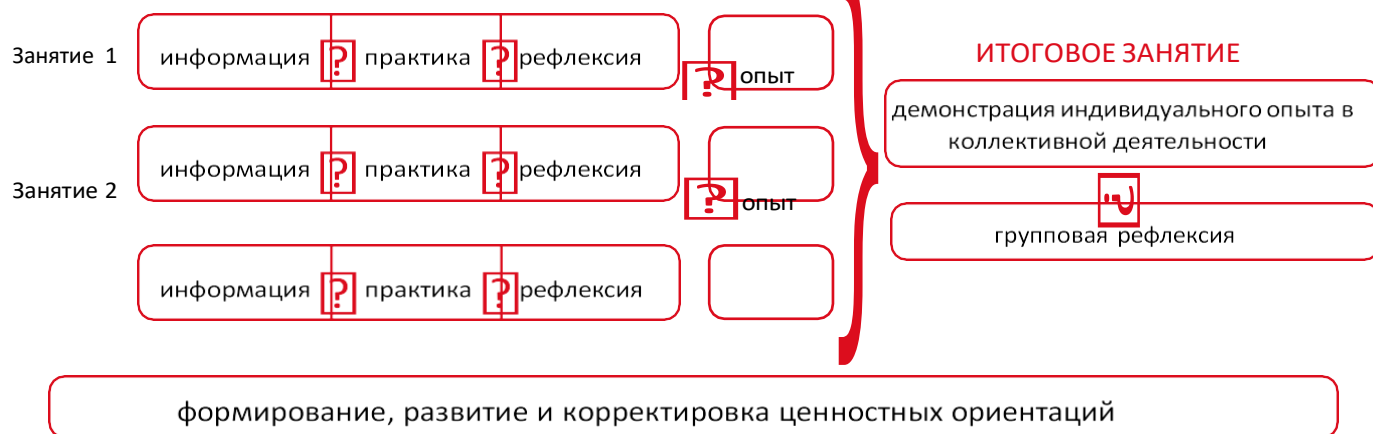 Занятие 1
информация ? практика ? рефлексия
? опыт
Занятие 2
информация ? практика ? рефлексия
? опыт
информация ? практика ? рефлексия
ИТОГОВОЕ ЗАНЯТИЕ
демонстрация индивидуального опыта в
коллективной деятельности
?
групповая рефлексия
формирование, развитие и корректировка ценностных ориентаций